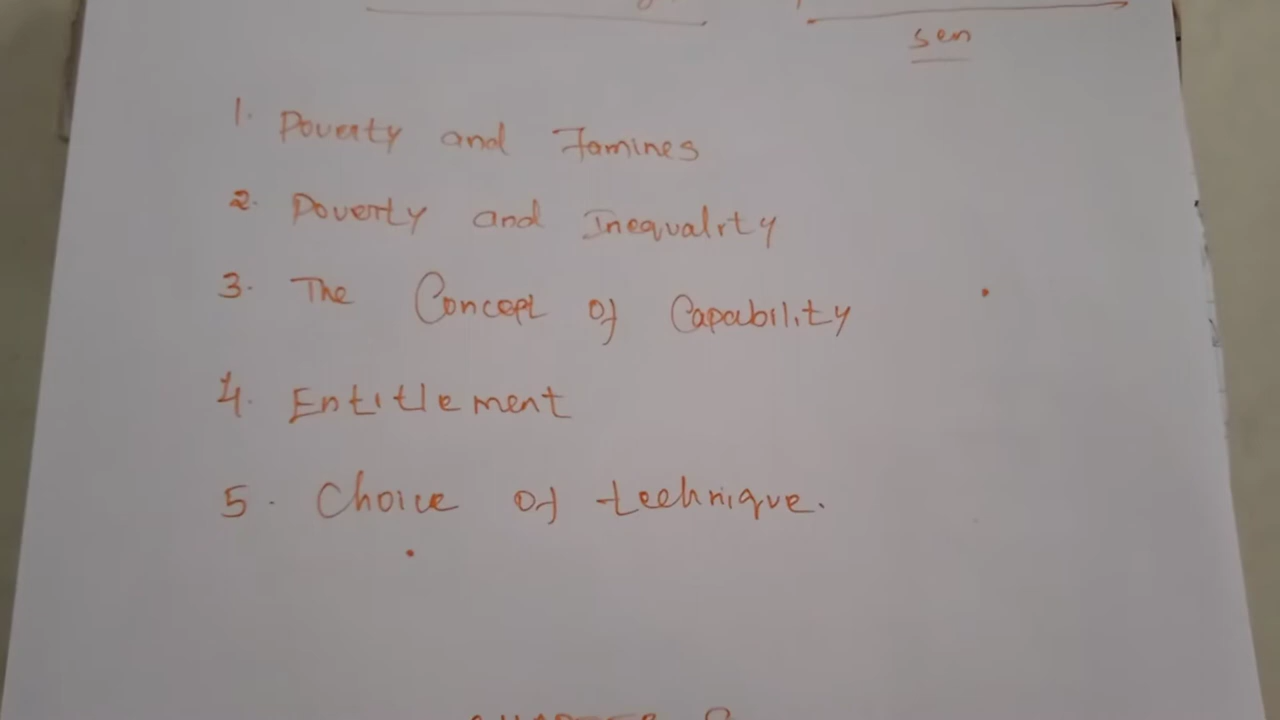 sen
1. Poverty and Famines
2. Poverty and Inequality
3. The Concept of Capability
4. Entitlement
5. Choice of technique.